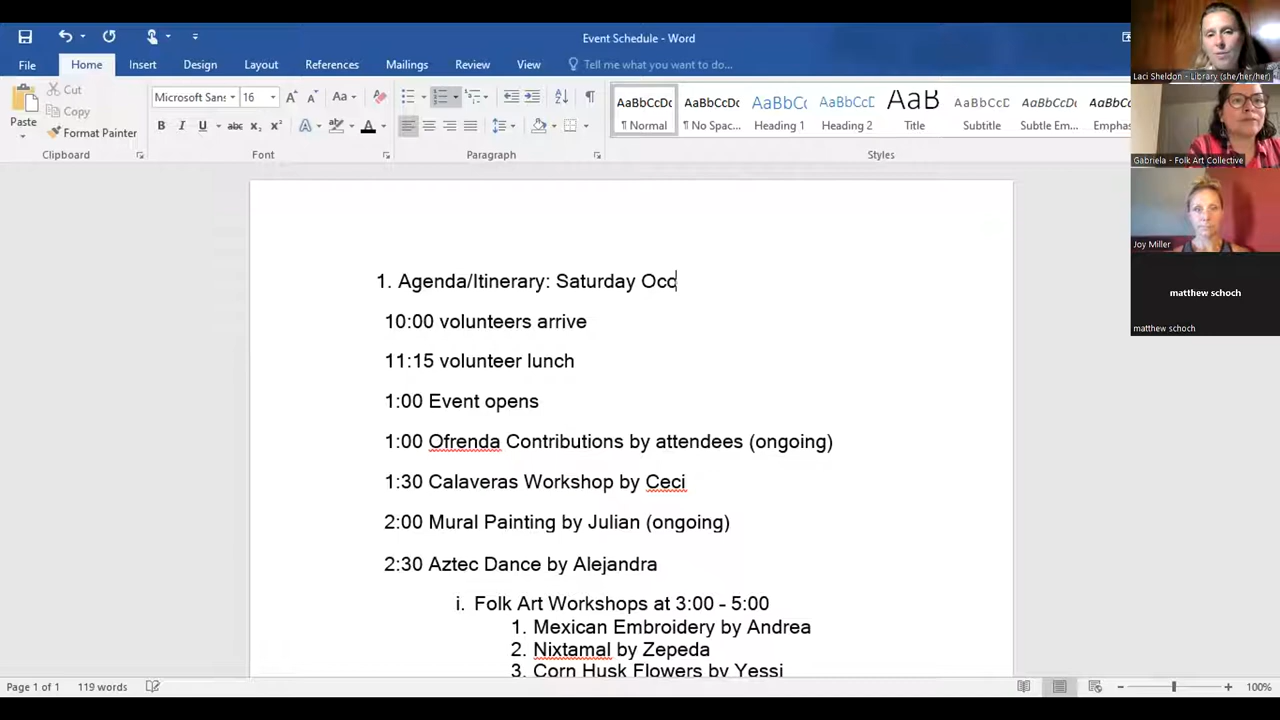 Event Schedule - Word
File Home Insert Design Layout References Mailings Review View Tell me what you want to do...
Paste
Cut
Copy
Format Painter
Clipboard
Microsoft Sans 16
Font
Paragraph
AaBbCcDc AaBbCcDc AaBbCc AaBbCcE AaB AaBbCcD AaBbCcDc AaBbCc
¶ Normal ¶ No Spac... Heading 1 Heading 2 Title Subtitle Subtle Em... Emphas
Styles
Laci Sheldon - Library (she/her/her)
Gabriela - Folk Art Collective
Joy Miller
matthew schoch
matthew schoch
1. Agenda/Itinerary: Saturday Occ
10:00 volunteers arrive
11:15 volunteer lunch
1:00 Event opens
1:00 Ofrenda Contributions by attendees (ongoing)
1:30 Calaveras Workshop by Ceci
2:00 Mural Painting by Julian (ongoing)
2:30 Aztec Dance by Alejandra
i. Folk Art Workshops at 3:00 - 5:00
1. Mexican Embroidery by Andrea
2. Nixtamal by Zepeda
3. Corn Husk Flowers by Yessi
Page 1 of 1 119 words
100%